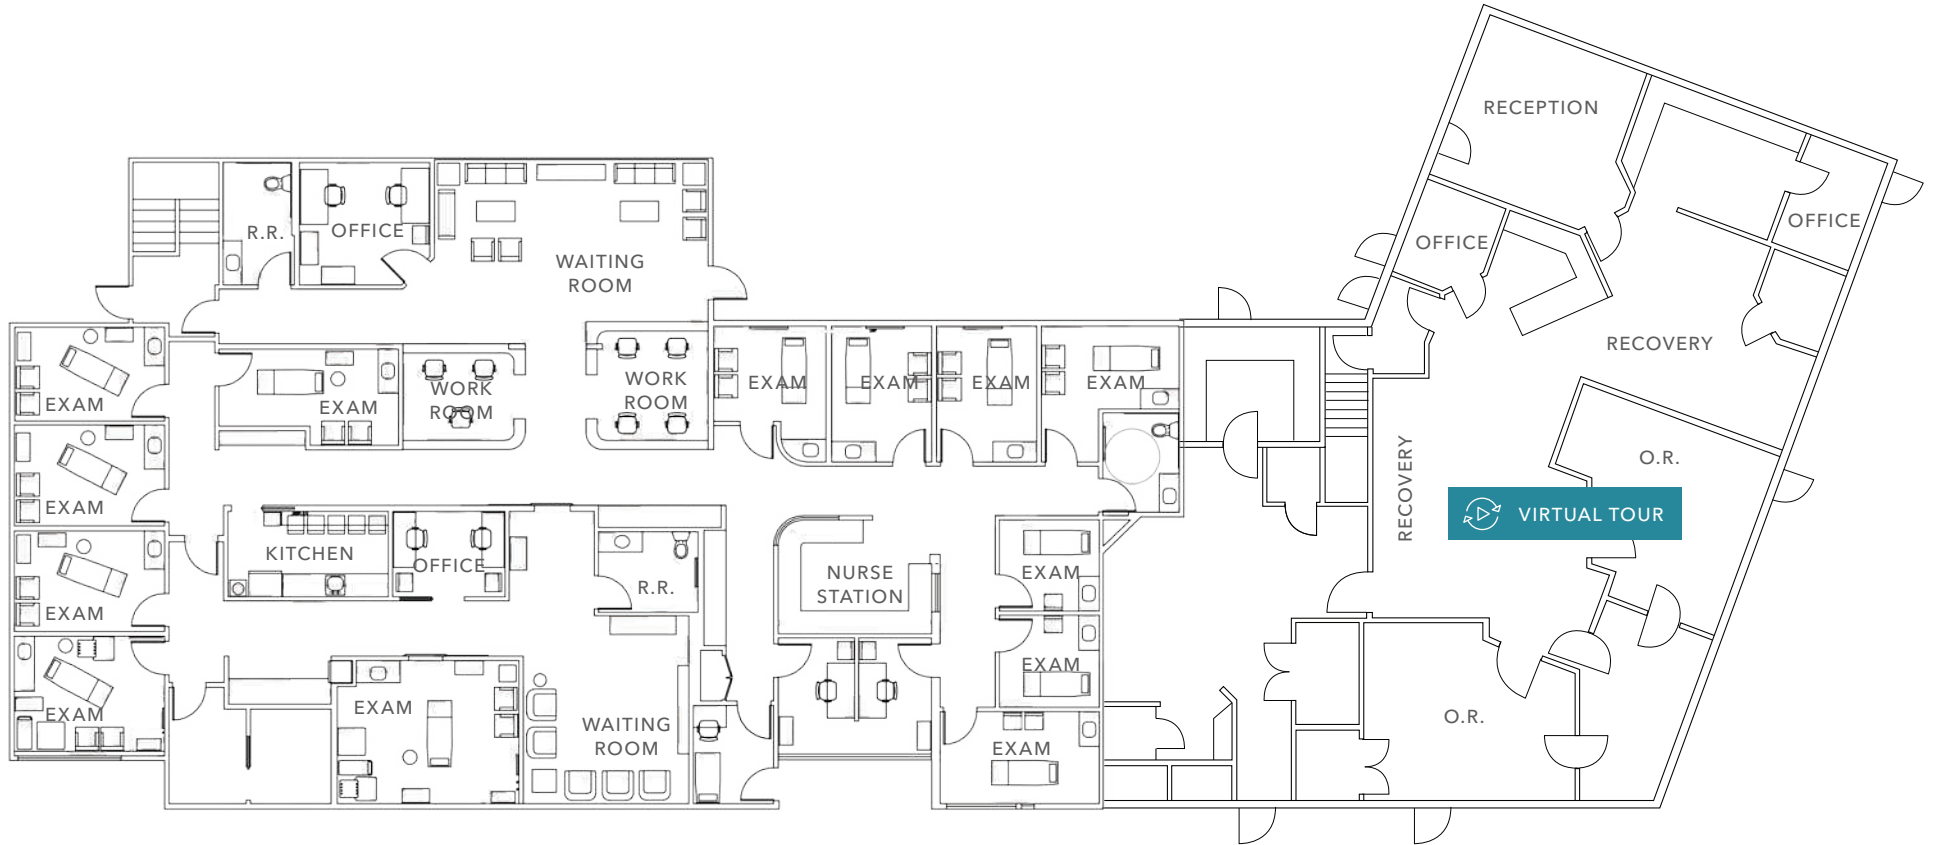 RECEPTION
R.R.
OFFICE
WAITING
ROOM
OFFICE
OFFICE
RECOVERY
EXAM
EXAM
WORK
ROOM
WORK
ROOM
EXAM
EXAM
EXAM
EXAM
RECOVERY
O.R.
EXAM
VIRTUAL TOUR
KITCHEN
OFFICE
R.R.
NURSE
STATION
EXAM
EXAM
EXAM
EXAM
EXAM
WAITING
ROOM
EXAM
O.R.